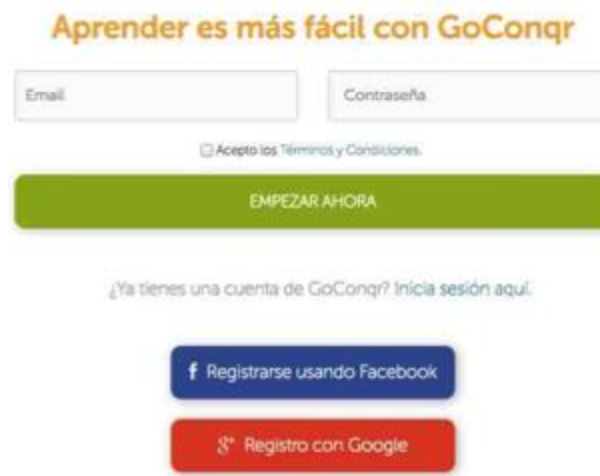 Aprender es más fácil con GoConqr
Email Contraseña
Acepto los Términos y Condiciones.
EMPEZAR AHORA
¿Ya tienes una cuenta de GoConqr? Inicia sesión aquí.
f Registrarse usando Facebook
g+ Registro con Google